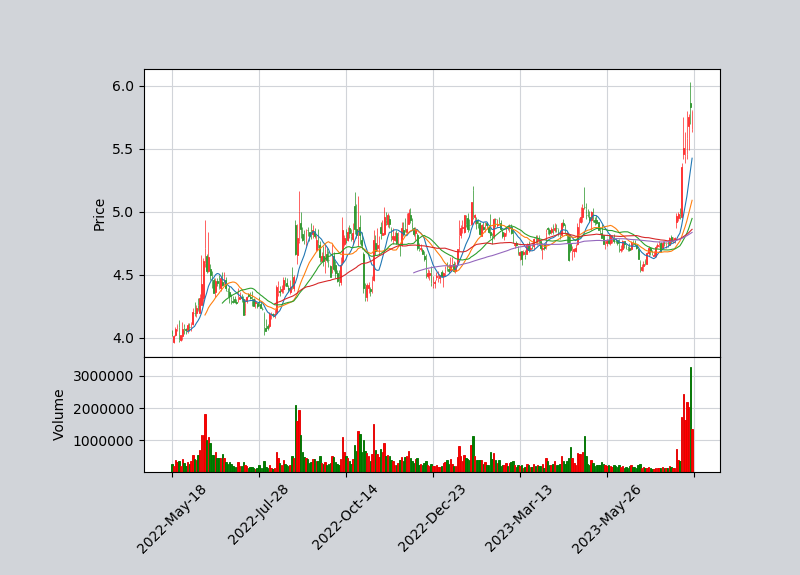 6.0
5.5
5.0
4.5
4.0
Price
3000000
2000000
1000000
Volume
2022-May-18
2022-Jul-28
2022-Oct-14
2022-Dec-23
2023-Mar-13
2023-May-26